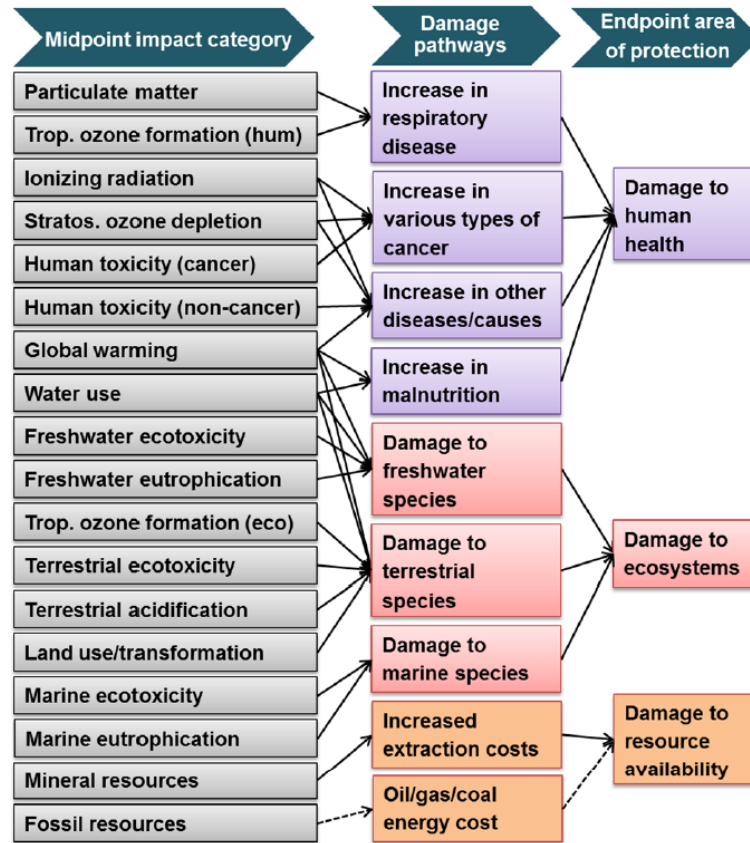 Midpoint impact category
Damage
pathways
Endpoint area
of protection
Particulate matter
Trop. ozone formation (hum)
Ionizing radiation
Stratos. ozone depletion
Human toxicity (cancer)
Human toxicity (non-cancer)
Global warming
Water use
Freshwater ecotoxicity
Freshwater eutrophication
Trop. ozone formation (eco)
Terrestrial ecotoxicity
Terrestrial acidification
Land use/transformation
Marine ecotoxicity
Marine eutrophication
Mineral resources
Fossil resources
Increase in
respiratory
disease
Increase in
various types of
cancer
Increase in other
diseases/causes
Increase in
malnutrition
Damage to
freshwater
species
Damage to
terrestrial
species
Damage to
marine species
Increased
extraction costs
Oil/gas/coal
energy cost
Damage to
human
health
Damage to
ecosystems
Damage to
resource
availability